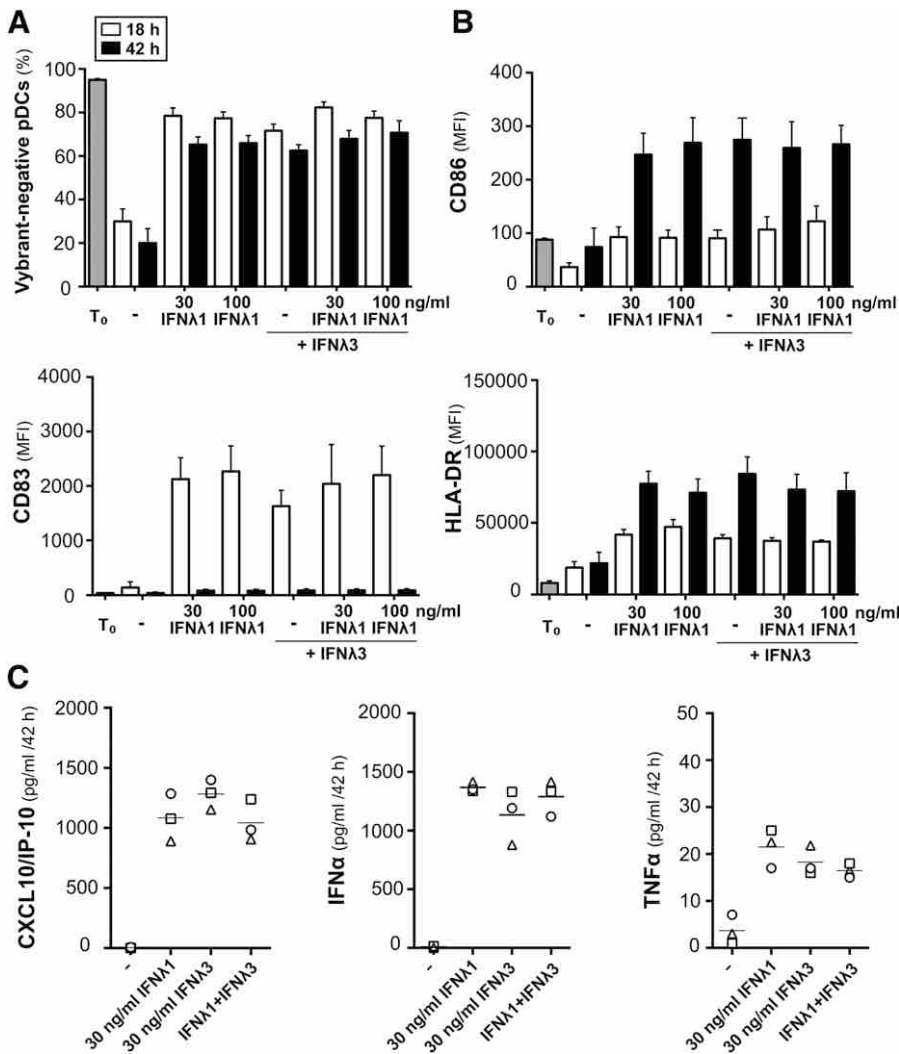 A
18 h
42 h
Vybrant-negative pDCs (%)
100
80
60
40
20
0
T0
-
30
IFNλ1
100
IFNλ1
-
30
IFNλ1
100 ng/ml
IFNλ1
+ IFNλ3
B
CD86 (MFI)
400
300
200
100
0
T0
-
30
IFNλ1
100
IFNλ1
-
30
IFNλ1
100 ng/ml
IFNλ1
+ IFNλ3
CD83 (MFI)
4000
3000
2000
1000
0
T0
-
30
IFNλ1
100
IFNλ1
-
30
IFNλ1
100 ng/ml
IFNλ1
+ IFNλ3
HLA-DR (MFI)
150000
100000
50000
0
T0
-
30
IFNλ1
100
IFNλ1
-
30
IFNλ1
100 ng/ml
IFNλ1
+ IFNλ3
C
CXCL10/IP-10 (pg/ml /42 h)
2000
1500
1000
500
0
-
30 ng/ml IFNλ1
30 ng/ml IFNλ3
IFNλ1+IFNλ3
IFNα (pg/ml /42 h)
2000
1500
1000
500
0
-
30 ng/ml IFNλ1
30 ng/ml IFNλ3
IFNλ1+IFNλ3
TNFα (pg/ml /42 h)
50
40
30
20
10
0
-
30 ng/ml IFNλ1
30 ng/ml IFNλ3
IFNλ1+IFNλ3